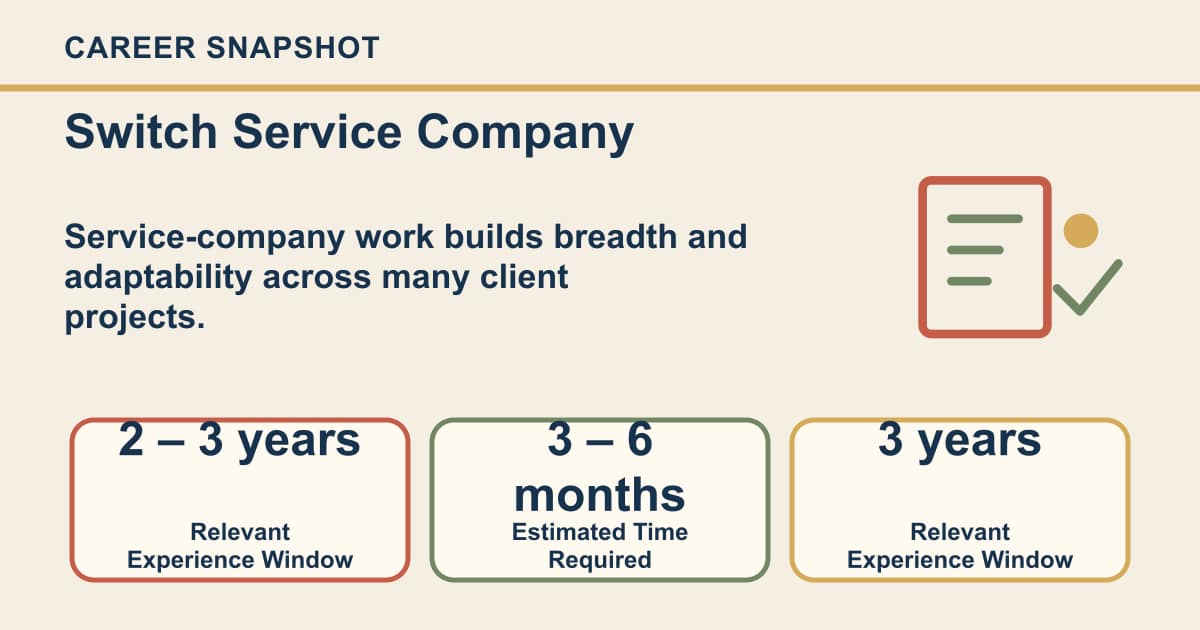 CAREER SNAPSHOT
Switch Service Company
Service-company work builds breadth and
adaptability across many client
projects.
2 – 3 years
Relevant
Experience Window
3 – 6
months
Estimated Time
Required
3 years
Relevant
Experience Window